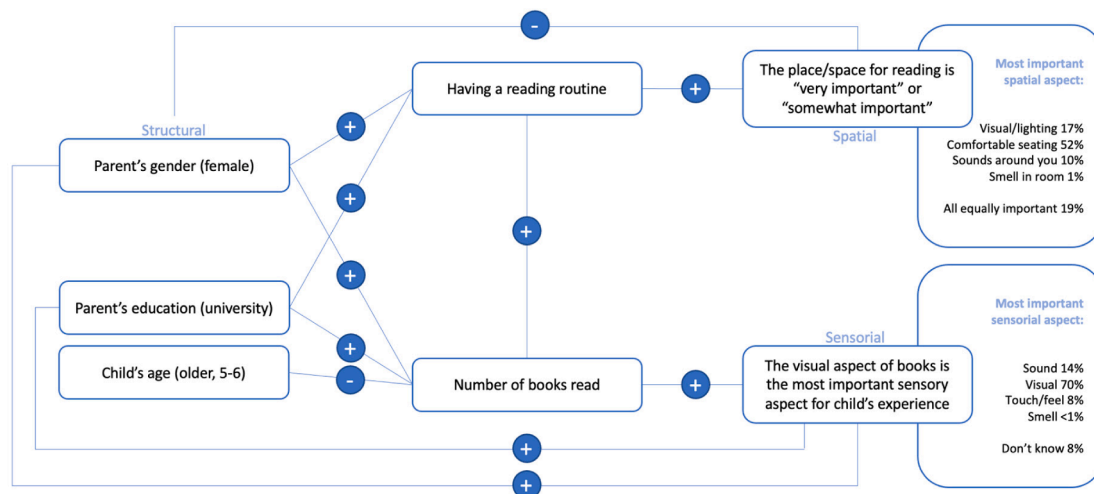 -
Most important
spatial aspect:
Having a reading routine
+
The place/space for reading is
“very important” or
“somewhat important”
Structural
+
Spatial
Visual/lighting 17%
Comfortable seating 52%
Sounds around you 10%
Smell in room 1%
All equally important 19%
Parent’s gender (female)
+
+
+
Parent’s education (university)
Most important
sensorial aspect:
+
Sensorial
Child’s age (older, 5-6)
-
Number of books read
+
The visual aspect of books is
the most important sensory
aspect for child’s experience
Sound 14%
Visual 70%
Touch/feel 8%
Smell <1%
Don’t know 8%
+
+